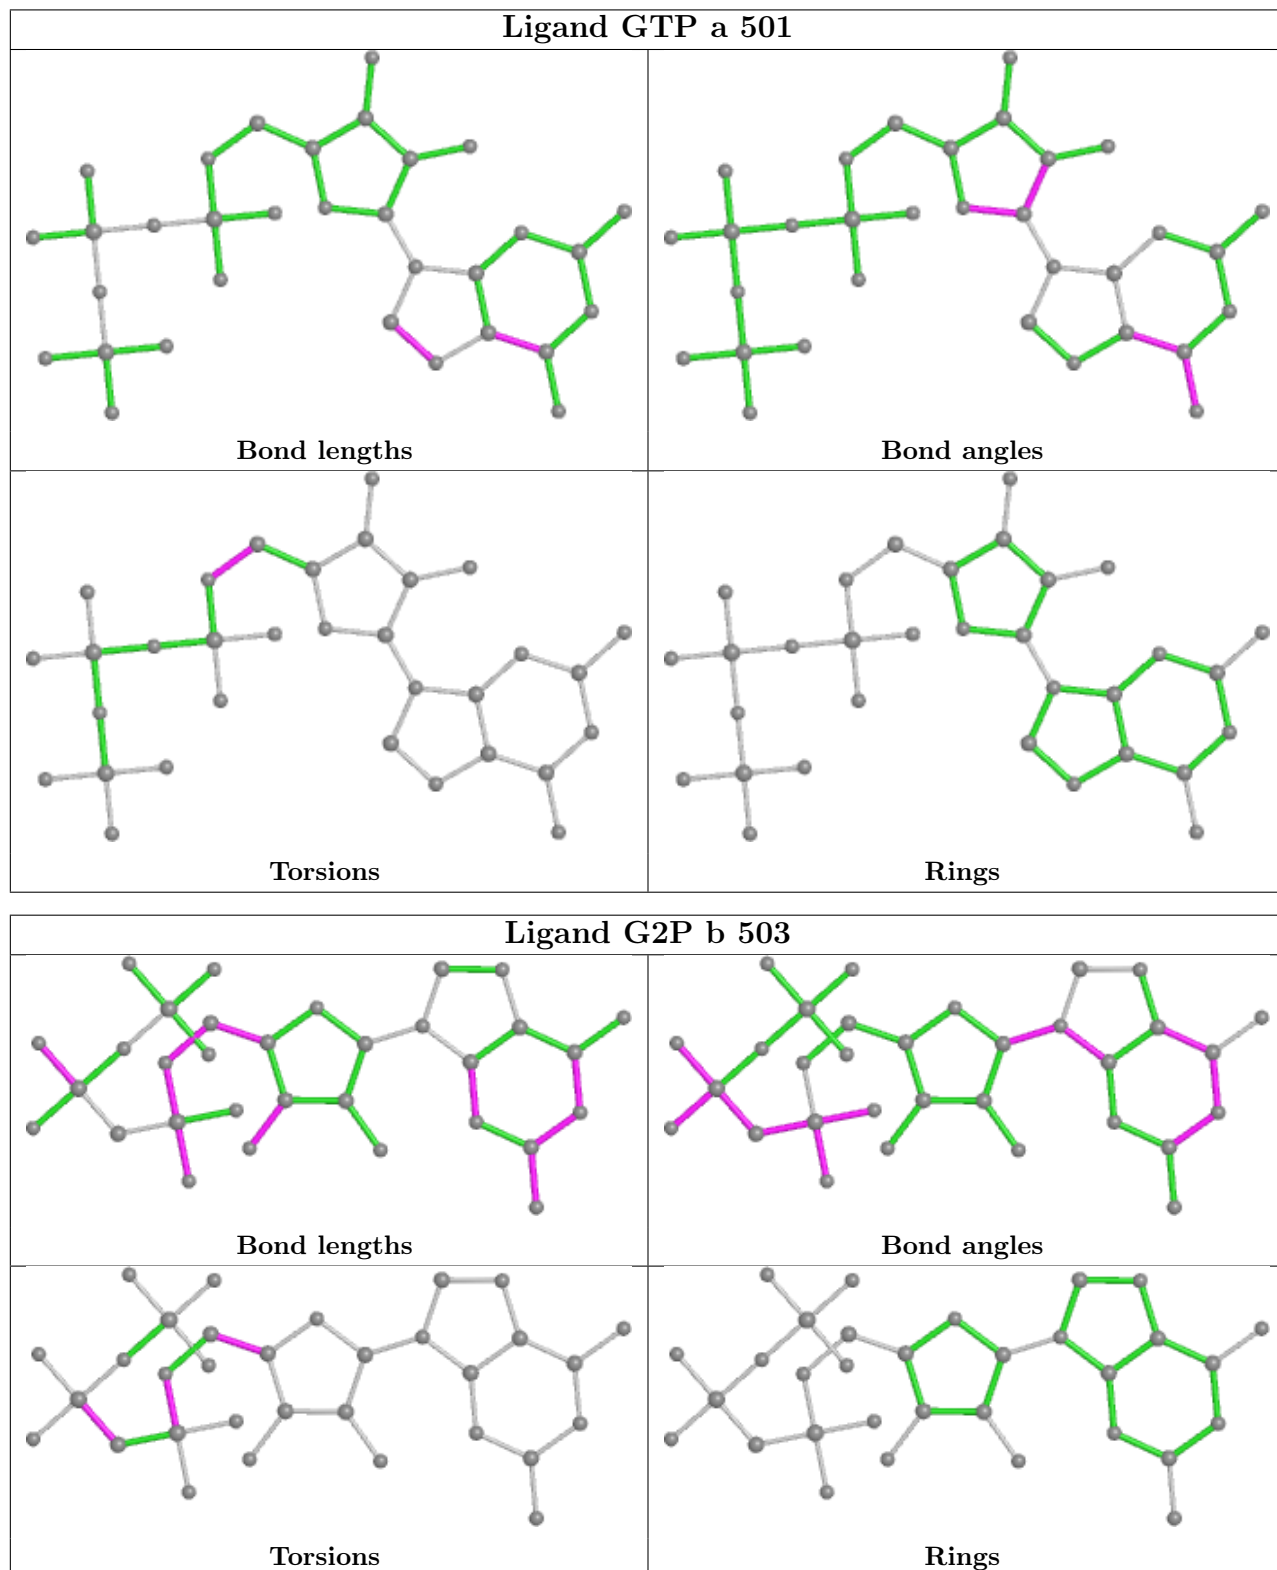 Ligand GTP a 501
Bond lengths
Bond angles
Torsions
Rings
Ligand G2P b 503
Bond lengths
Bond angles
Torsions
Rings